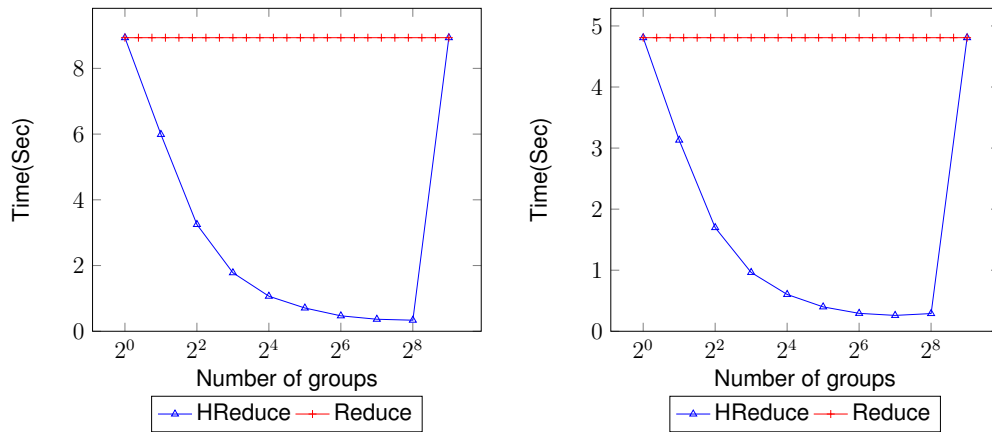 8
6
4
2
0
Time(Sec)
2^0 2^2 2^4 2^6 2^8
Number of groups
HReduce Reduce
5
4
3
2
1
0
Time(Sec)
2^0 2^2 2^4 2^6 2^8
Number of groups
HReduce Reduce